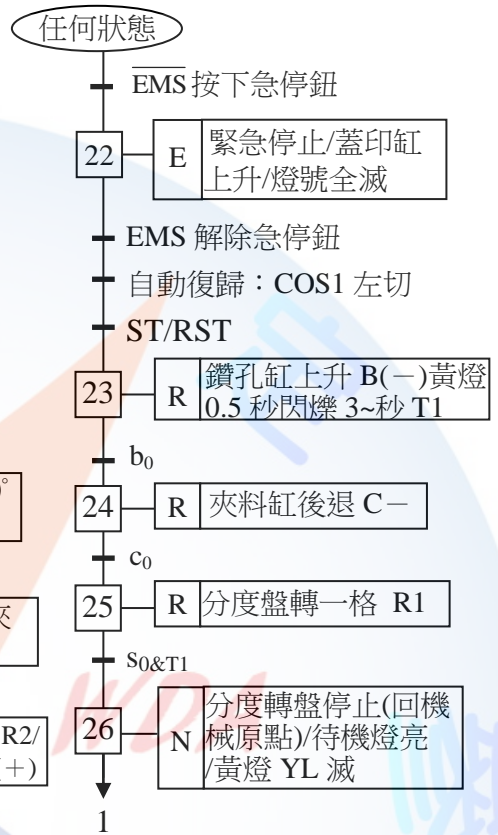 任何狀態
E̅M̅S̅ 按下急停鈕
22
E
緊急停止/蓋印缸
上升/燈號全滅
EMS 解除急停鈕
自動復歸：COS1 左切
ST/RST
23
R
鑽孔缸上升 B(－)黃燈
0.5 秒閃爍 3~秒 T1
b₀
24
R
夾料缸後退 C－
c₀
25
R
分度盤轉一格 R1
S0&T1
26
N
分度轉盤停止(回機
械原點)/待機燈亮
/黃燈 YL 滅
1
°
夾
R2/
＋)
WDA